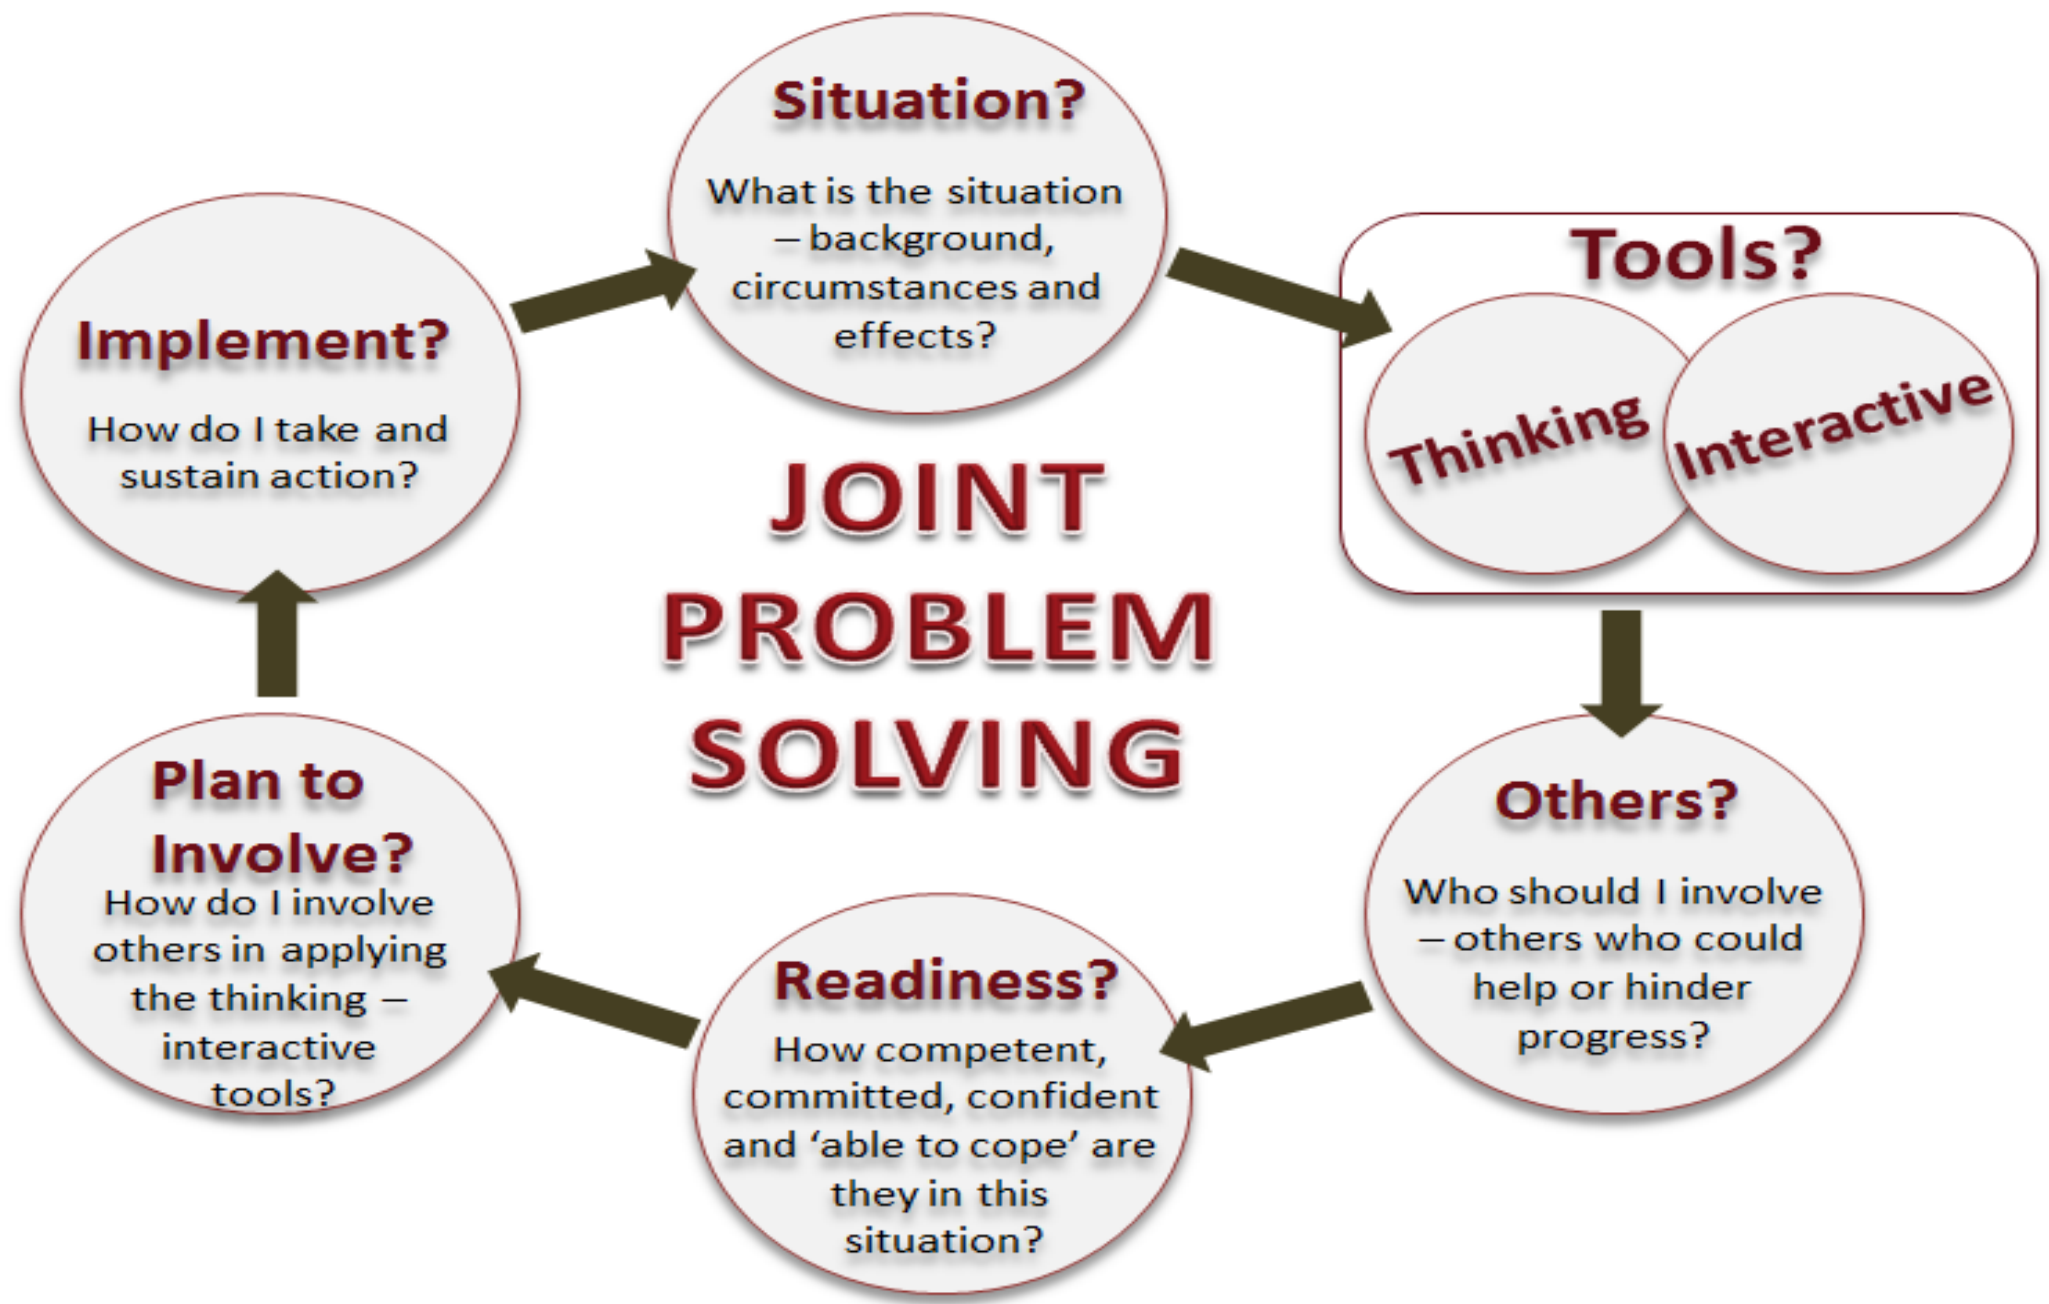 Situation?
What is the situation
– background,
circumstances and
effects?
Tools?
Thinking
Interactive
Others?
Who should I involve
– others who could
help or hinder
progress?
Readiness?
How competent,
committed, confident
and ‘able to cope’ are
they in this
situation?
Plan to
Involve?
How do I involve
others in applying
the thinking –
interactive
tools?
Implement?
How do I take and
sustain action?
JOINT
PROBLEM
SOLVING